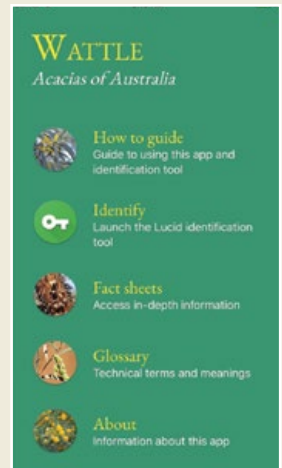 WATTLE
Acacias of Australia
How to guide
Guide to using this app and
identification tool
Identify
Launch the Lucid identification
tool
Fact sheets
Access in-depth information
Glossary
Technical terms and meanings
About
Information about this app